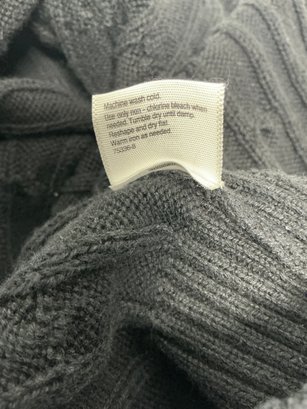 Machine wash cold.
Use only non - chlorine bleach when
needed. Tumble dry until damp.
Reshape and dry flat.
Warm iron as needed.
75336-B